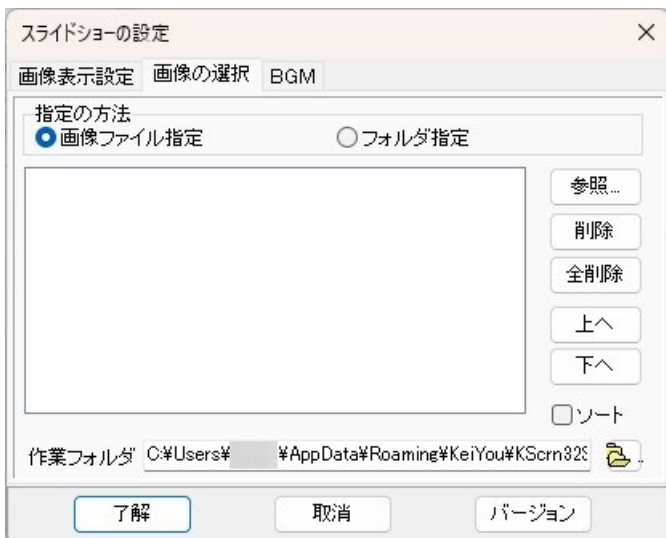 スライドショーの設定
画像表示設定 画像の選択 BGM
指定の方法
画像ファイル指定 フォルダ指定
参照...
削除
全削除
上へ
下へ
ソート
作業フォルダ C:¥Users¥ ¥AppData¥Roaming¥KeiYou¥KScrn32S
了解 取消 バージョン